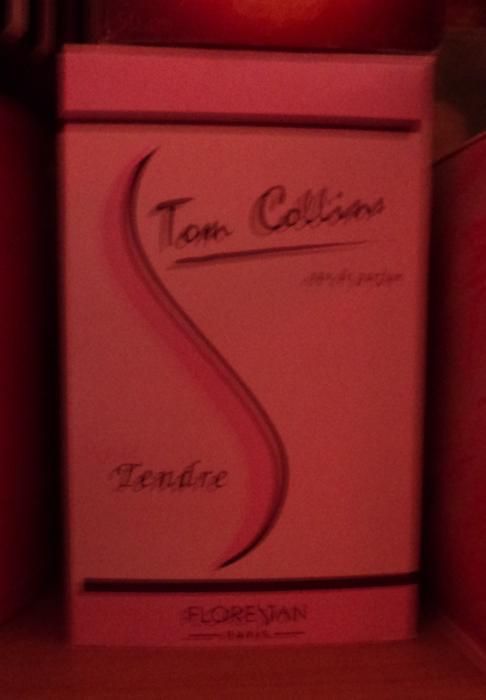 Tom Collins
eau de parfum
Tendre
FLORESTAN
PARIS